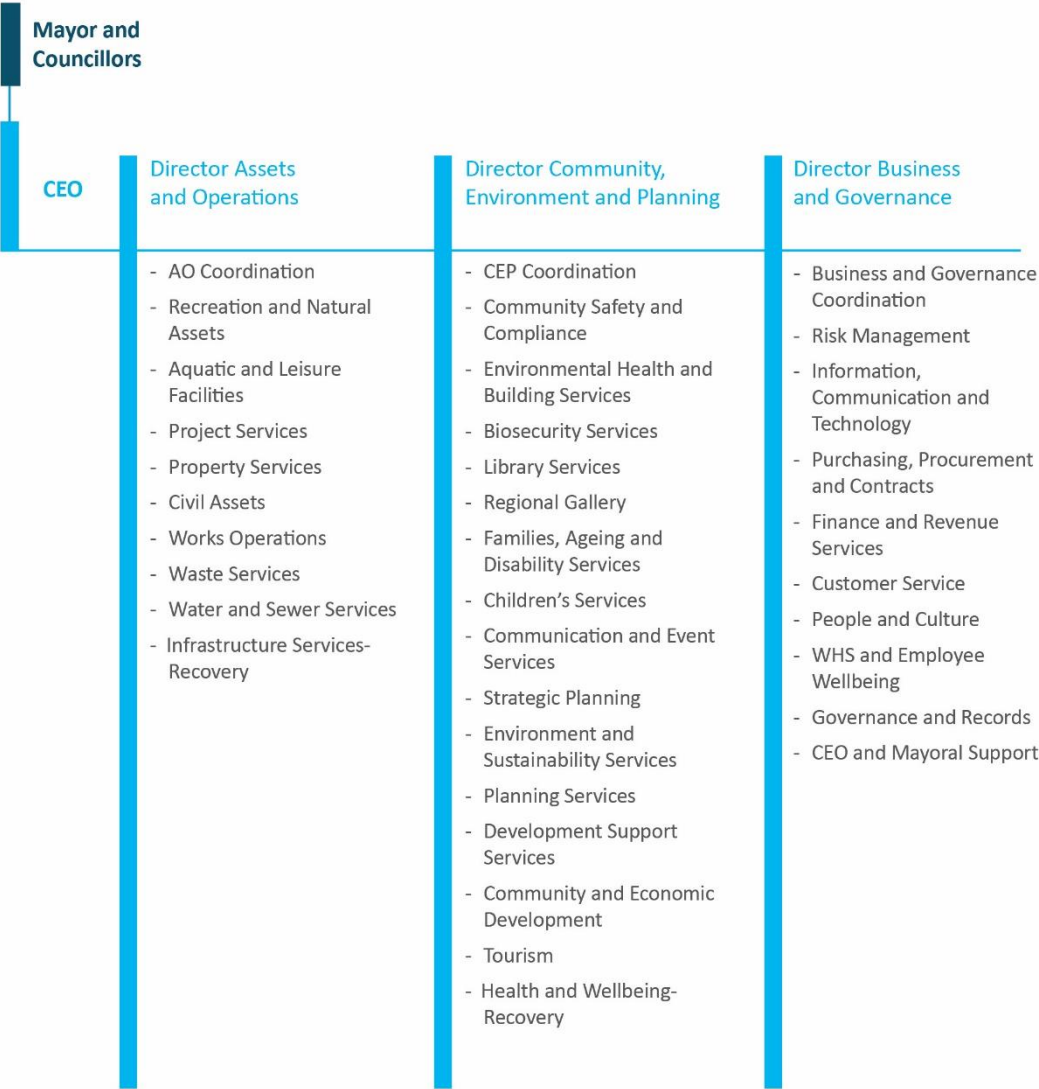 Mayor and
Councillors
CEO
Director Assets
and Operations
- AO Coordination
- Recreation and Natural
Assets
- Aquatic and Leisure
Facilities
- Project Services
- Property Services
- Civil Assets
- Works Operations
- Waste Services
- Water and Sewer Services
- Infrastructure Services-
Recovery
Director Community,
Environment and Planning
- CEP Coordination
- Community Safety and
Compliance
- Environmental Health and
Building Services
- Biosecurity Services
- Library Services
- Regional Gallery
- Families, Ageing and
Disability Services
- Children’s Services
- Communication and Event
Services
- Strategic Planning
- Environment and
Sustainability Services
- Planning Services
- Development Support
Services
- Community and Economic
Development
- Tourism
- Health and Wellbeing-
Recovery
Director Business
and Governance
- Business and Governance
Coordination
- Risk Management
- Information,
Communication and
Technology
- Purchasing, Procurement
and Contracts
- Finance and Revenue
Services
- Customer Service
- People and Culture
- WHS and Employee
Wellbeing
- Governance and Records
- CEO and Mayoral Support